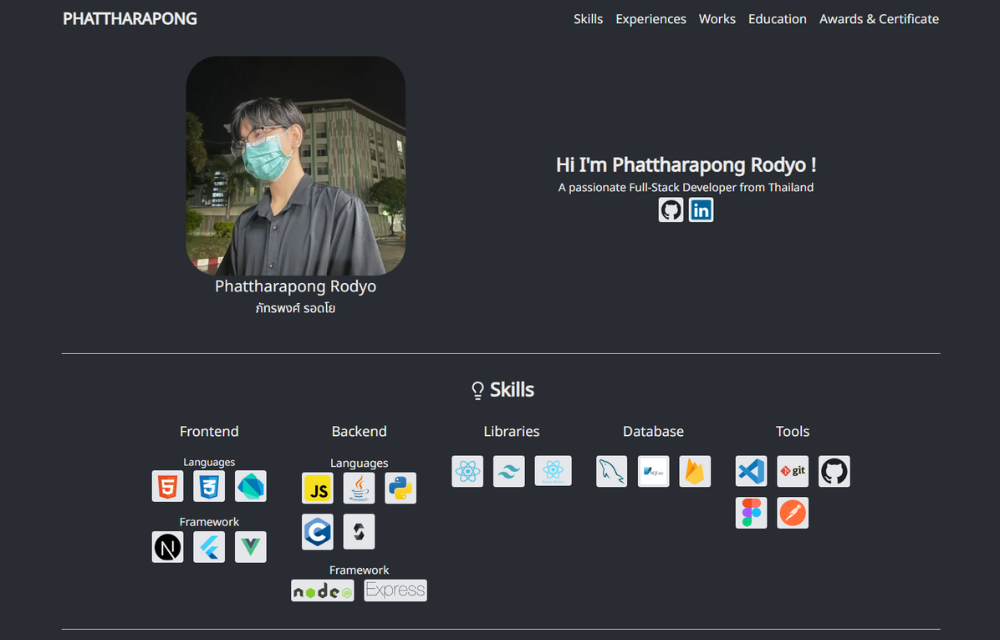 PHATTHARAPONG
Skills Experiences Works Education Awards & Certificate
Hi I'm Phattharapong Rodyo !
A passionate Full-Stack Developer from Thailand
in
Phattharapong Rodyo
ภัทรพงศ์ รอดโย
Skills
Frontend
Languages
Framework
N
Backend
Languages
JS
C
Framework
node
Express
Libraries
Database
Tools
git